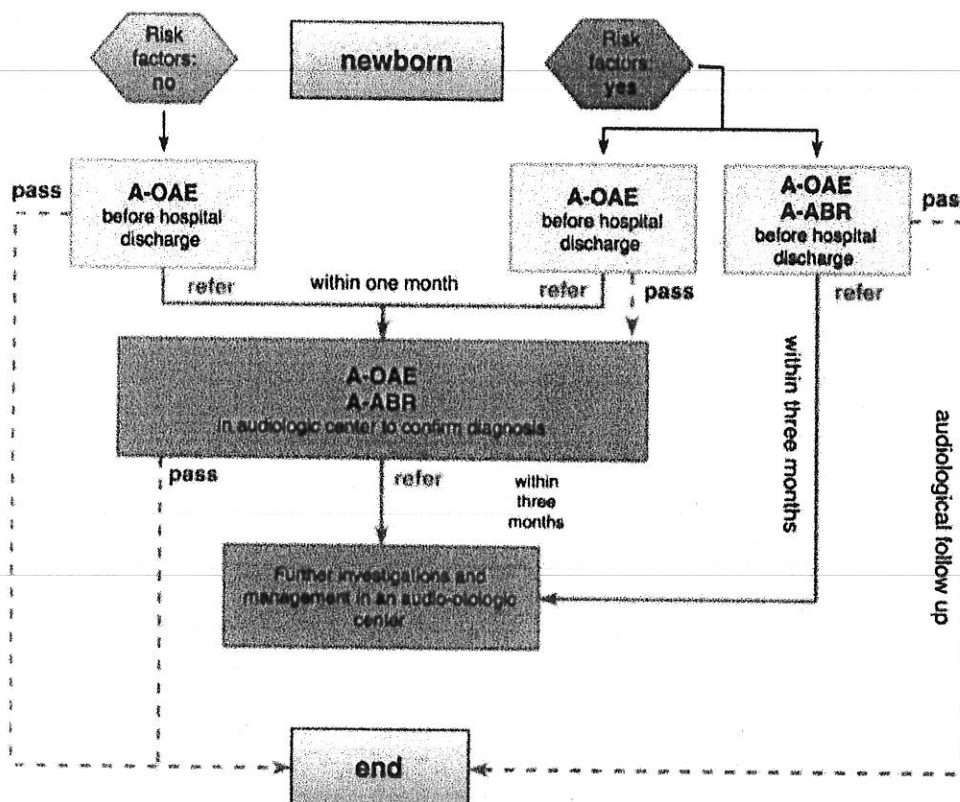 Risk
factors:
no
newborn
Risk
factors
yes
pass
A-OAE
before hospital
discharge
A-OAE
before hospital
discharge
A-OAE
A-ABR
before hospital
discharge
pas
refer
within one month
refer
pass
refer
A-OAE
A-ABR
in audiologic center to confirm diagnosis
within three months
audiological follow up
pass
refer
within
three
months
Further investigations and
management in an audio-otologic
center
end